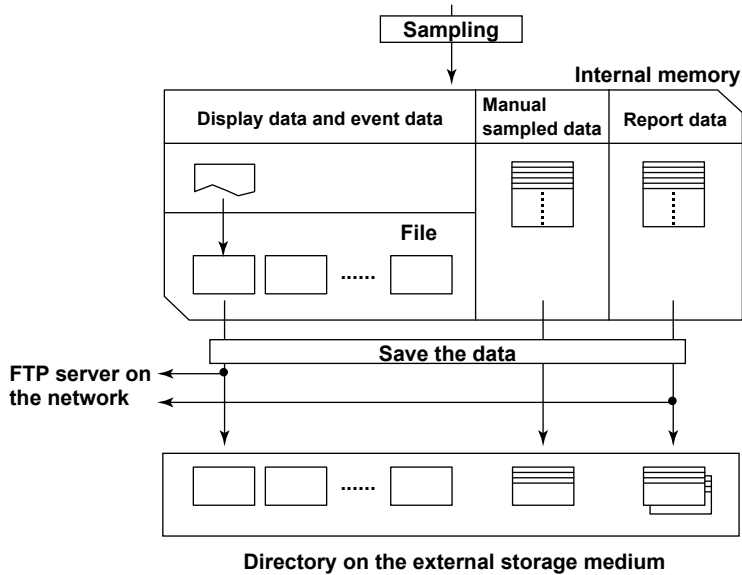 Sampling
Internal memory
Display data and event data
Manual
sampled data
Report data
File
......
Save the data
FTP server on
the network
......
Directory on the external storage medium